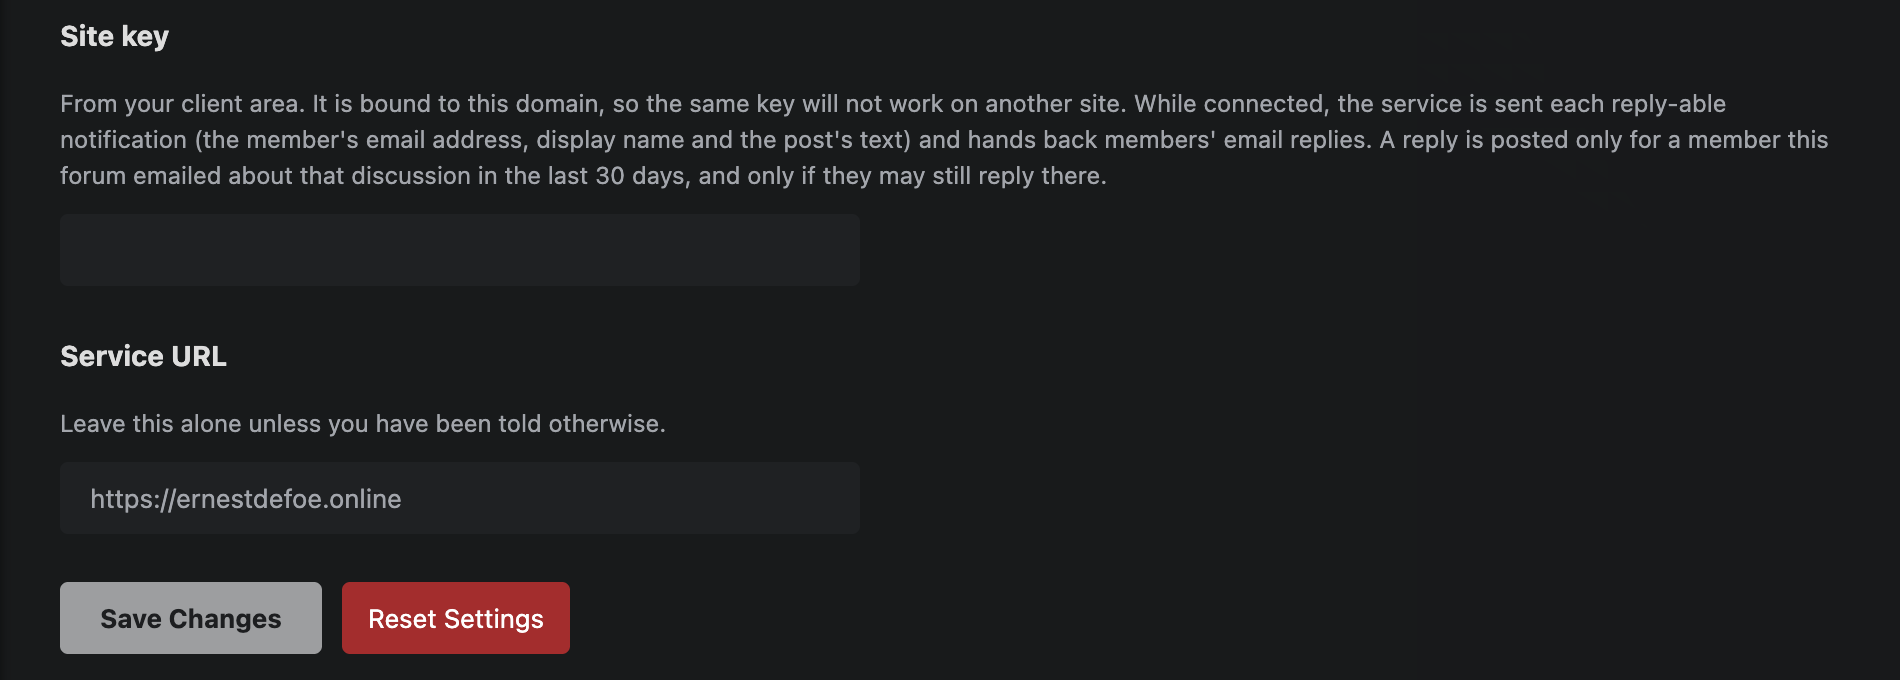 Site key
From your client area. It is bound to this domain, so the same key will not work on another site. While connected, the service is sent each reply-able
notification (the member's email address, display name and the post's text) and hands back members' email replies. A reply is posted only for a member this
forum emailed about that discussion in the last 30 days, and only if they may still reply there.
Service URL
Leave this alone unless you have been told otherwise.
https://ernestdefoe.online
Save Changes
Reset Settings